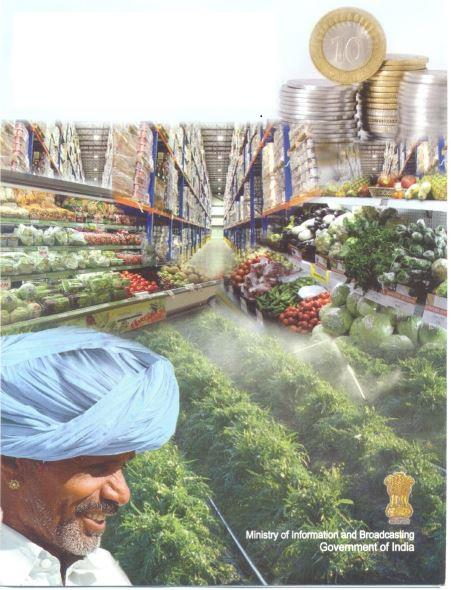 10
Ministry of Information and Broadcasting
Government of India